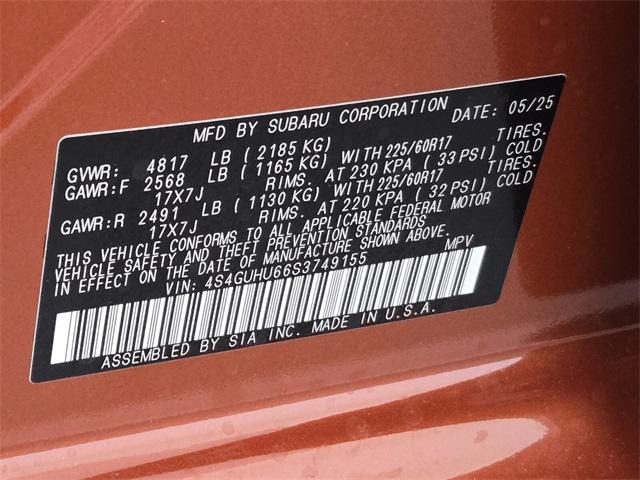 MFD BY SUBARU CORPORATION DATE: 05/25
GVWR: 4817 LB ( 2185 KG)
GAWR:F 2568 LB ( 1165 KG) WITH 225/60R17 TIRES.
17X7J RIMS. AT 230 KPA ( 33 PSI) COLD
GAWR:R 2491 LB ( 1130 KG) WITH 225/60R17 TIRES.
17X7J RIMS. AT 220 KPA ( 32 PSI) COLD.
THIS VEHICLE CONFORMS TO ALL APPLICABLE FEDERAL MOTOR
VEHICLE SAFETY AND THEFT PREVENTION STANDARDS
IN EFFECT ON THE DATE OF MANUFACTURE SHOWN ABOVE.
VIN: 4S4GUHU66S3749155 MPV
ASSEMBLED BY SIA INC. MADE IN U.S.A.